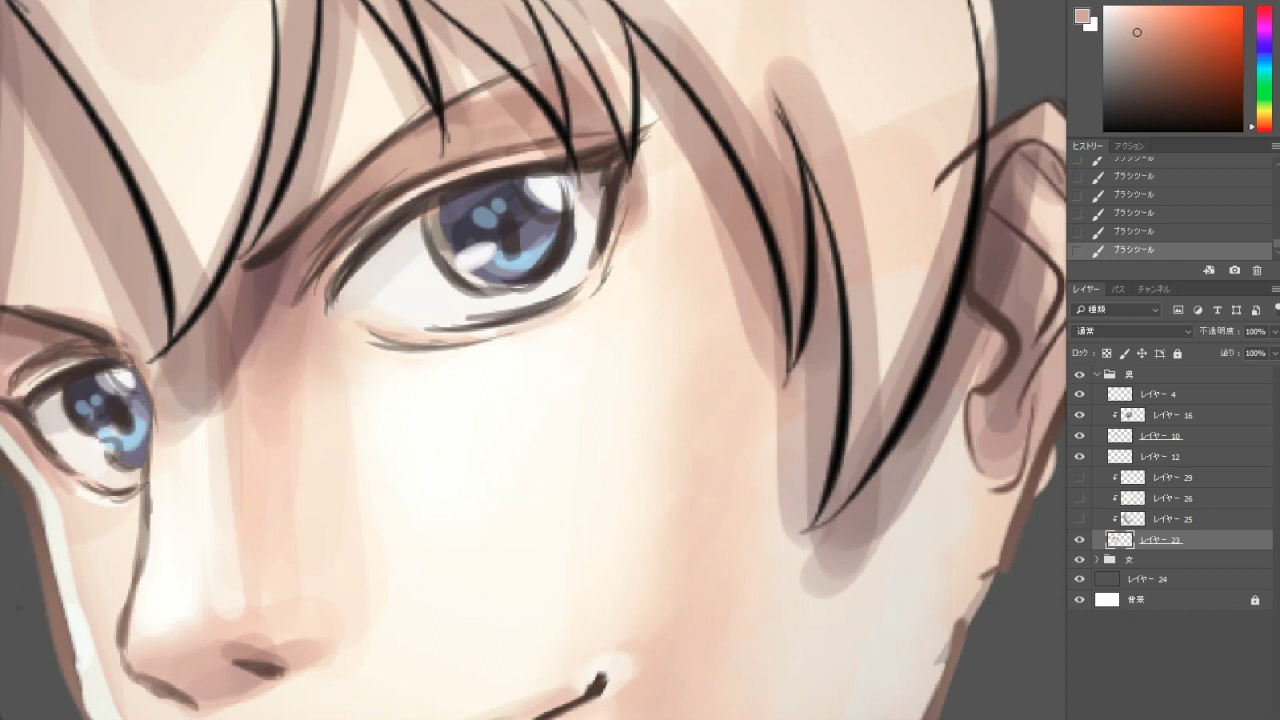 ヒストリー アクション
ブラシツール
ブラシツール
ブラシツール
ブラシツール
ブラシツール
ブラシツール
レイヤー パス チャンネル
種類
通常 不透明度: 100%
ロック: 塗り: 100%
男
レイヤー 4
レイヤー 16
レイヤー 10
レイヤー 12
レイヤー 29
レイヤー 26
レイヤー 25
レイヤー 23
女
レイヤー 24
背景